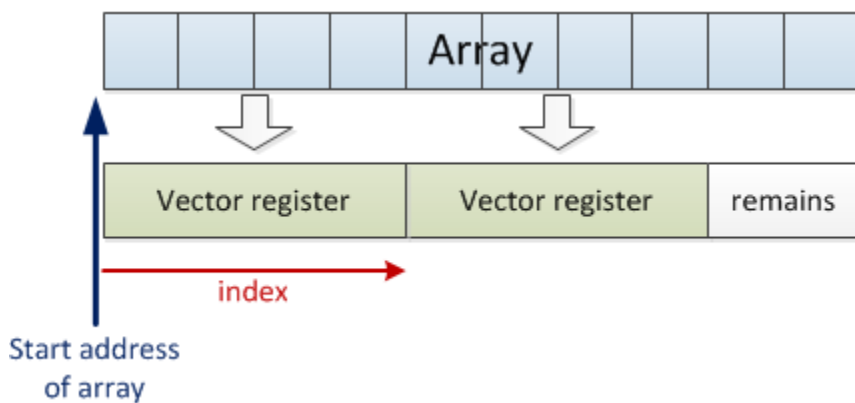 Array
Vector register
Vector register
remains
index
Start address
of array